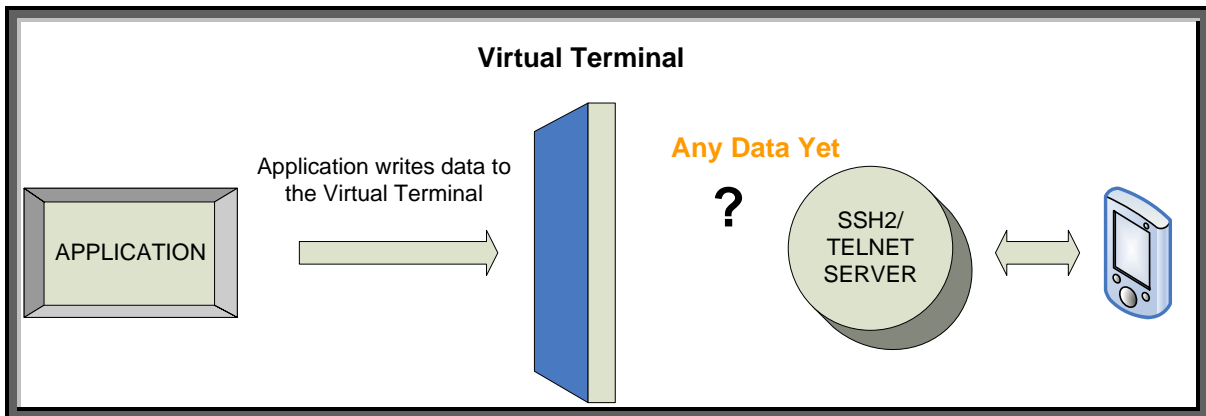 Virtual Terminal
Application writes data to
the Virtual Terminal
Any Data Yet
?
APPLICATION
SSH2/
TELNET
SERVER